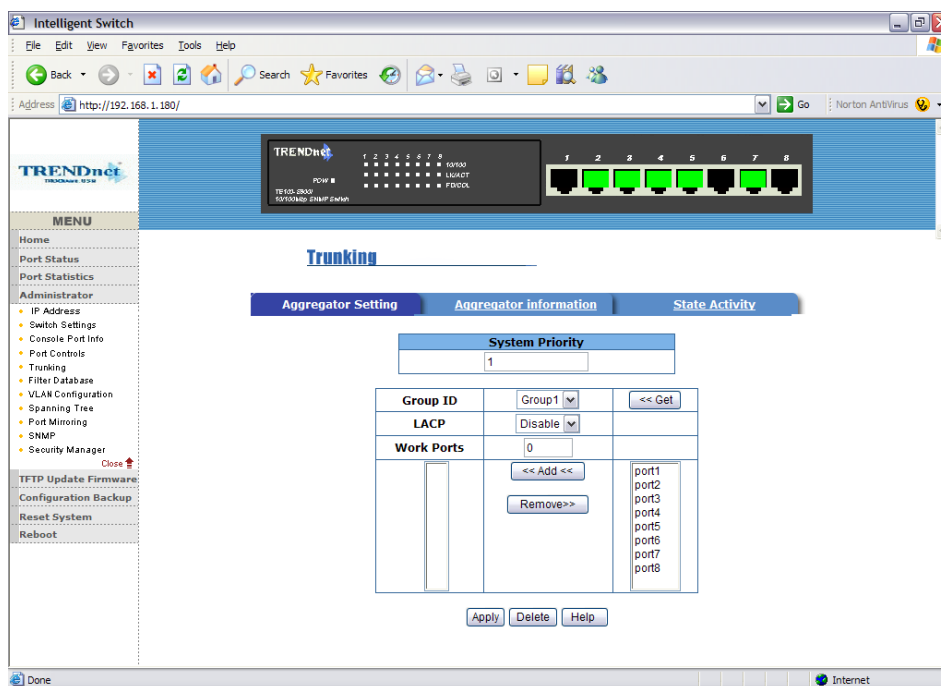 Intelligent Switch
File Edit View Favorites Tools Help
Back Search Favorites
Address http://192.168.1.180/ Go Norton AntiVirus
TRENDnet
TRENDnet
1 2 3 4 5 6 7 8
10/100
LK/ACT
FD/COL
POW
TE100-S800i
10/100Mbps SNMP Switch
1 2 3 4 5 6 7 8
MENU
Home
Port Status
Port Statistics
Administrator
IP Address
Switch Settings
Console Port Info
Port Controls
Trunking
Filter Database
VLAN Configuration
Spanning Tree
Port Mirroring
SNMP
Security Manager
Close
TFTP Update Firmware
Configuration Backup
Reset System
Reboot
Trunking
Aggregator Setting Aggregator information State Activity
System Priority
1
Group ID Group1 << Get
LACP Disable
Work Ports 0
<< Add <<
Remove>>
port1
port2
port3
port4
port5
port6
port7
port8
Apply Delete Help
Done Internet